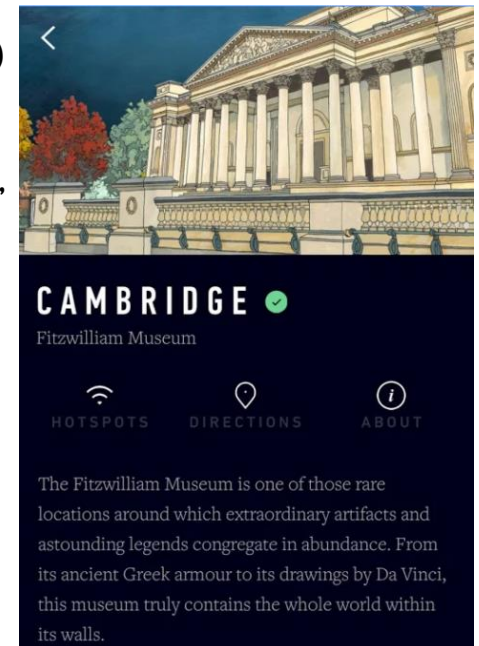 )
,
CAMBRIDGE
Fitzwilliam Museum
HOTSPOTS DIRECTIONS ABOUT
The Fitzwilliam Museum is one of those rare
locations around which extraordinary artifacts and
astounding legends congregate in abundance. From
its ancient Greek armour to its drawings by Da Vinci,
this museum truly contains the whole world within
its walls.